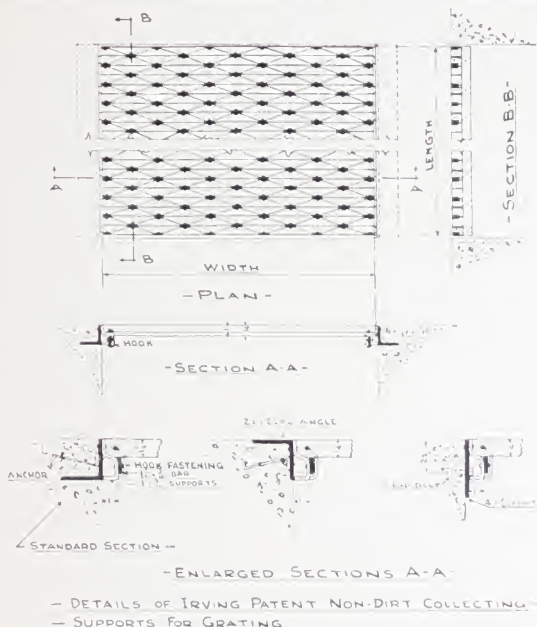 B
B
A
A
LENGTH
-SECTION B-B-
B
WIDTH
-PLAN-
HOOK
-SECTION A-A-
ANGLE
ANCHOR
HOOK FASTENING
BAR
SUPPORTS
STANDARD SECTION
-ENLARGED SECTIONS A-A-
- DETAILS OF IRVING PATENT NON-DIRT COLLECTING -
- SUPPORTS FOR GRATING